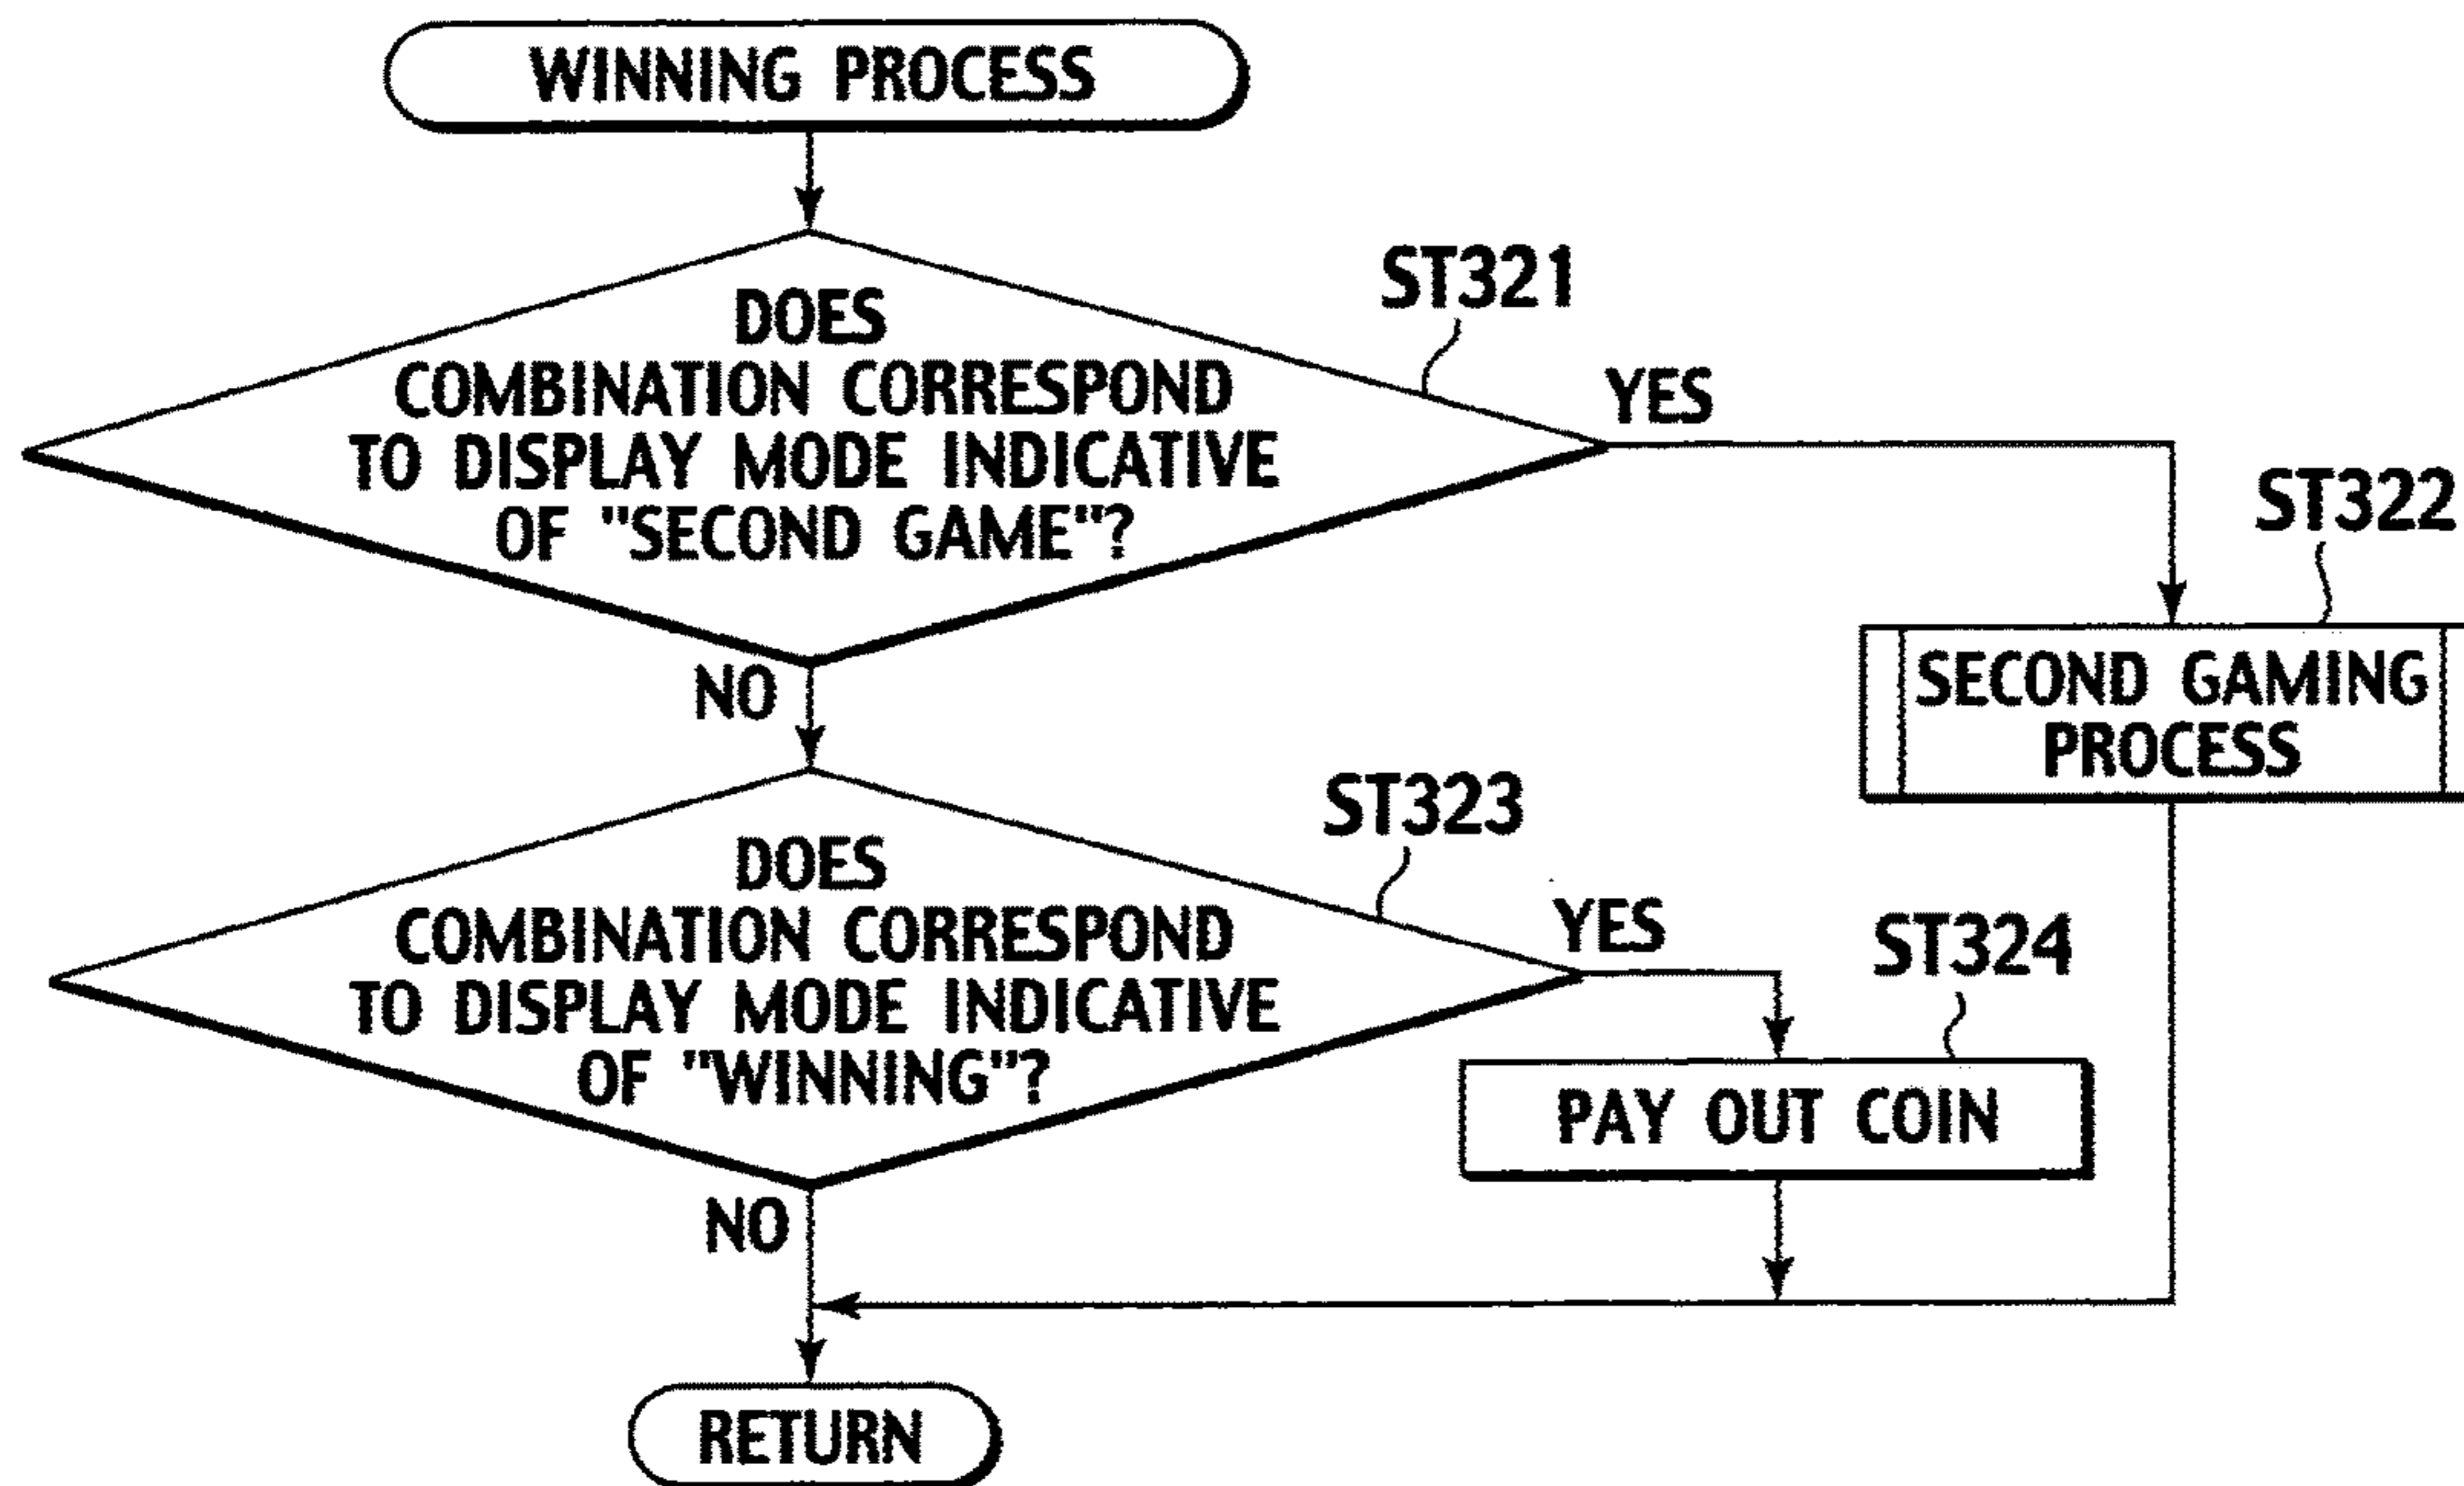 WINNING PROCESS
ST321
DOES
COMBINATION CORRESPOND
TO DISPLAY MODE INDICATIVE
OF "SECOND GAME"?
YES
NO
ST322
SECOND GAMING
PROCESS
ST323
DOES
COMBINATION CORRESPOND
TO DISPLAY MODE INDICATIVE
OF "WINNING"?
YES
NO
ST324
PAY OUT COIN
RETURN